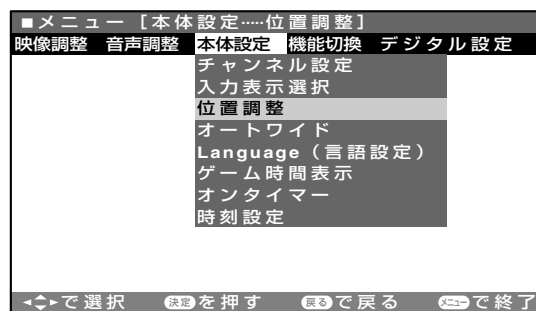 ■メニュー [本体設定……位置調整]
映像調整 音声調整 本体設定 機能切換 デジタル設定
チャンネル設定
入力表示選択
位置調整
オートワイド
Language（言語設定）
ゲーム時間表示
オンタイマー
時刻設定
で選択 決定を押す 戻るで戻る メニューで終了